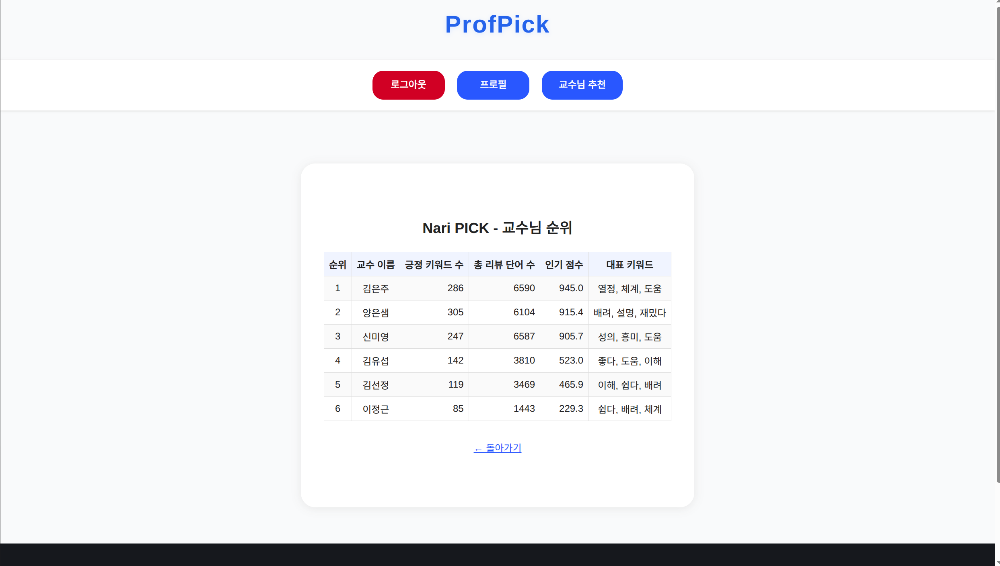 ProfPick
로그아웃 프로필 교수님 추천
Nari PICK - 교수님 순위
순위 교수 이름 긍정 키워드 수 총 리뷰 단어 수 인기 점수 대표 키워드
1 김은주 286 6590 945.0 열정, 체계, 도움
2 양은샘 305 6104 915.4 배려, 설명, 재밌다
3 신미영 247 6587 905.7 성의, 흥미, 도움
4 김유섭 142 3810 523.0 좋다, 도움, 이해
5 김선정 119 3469 465.9 이해, 쉽다, 배려
6 이정근 85 1443 229.3 쉽다, 배려, 체계
← 돌아가기